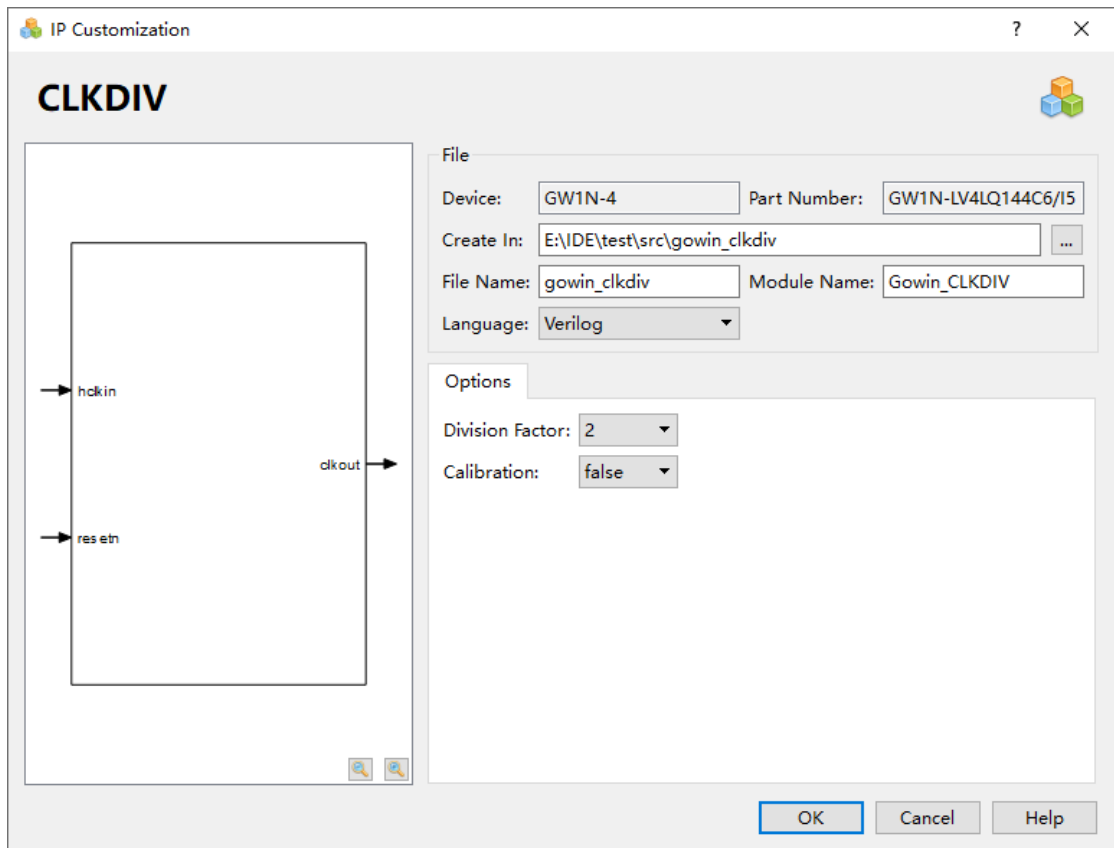 IP Customization ? ×
CLKDIV
hclkin
resetn
clkout
File
Device: GW1N-4 Part Number: GW1N-LV4LQ144C6/I5
Create In: E:\IDE\test\src\gowin_clkdiv ...
File Name: gowin_clkdiv Module Name: Gowin_CLKDIV
Language: Verilog
Options
Division Factor: 2
Calibration: false
OK Cancel Help